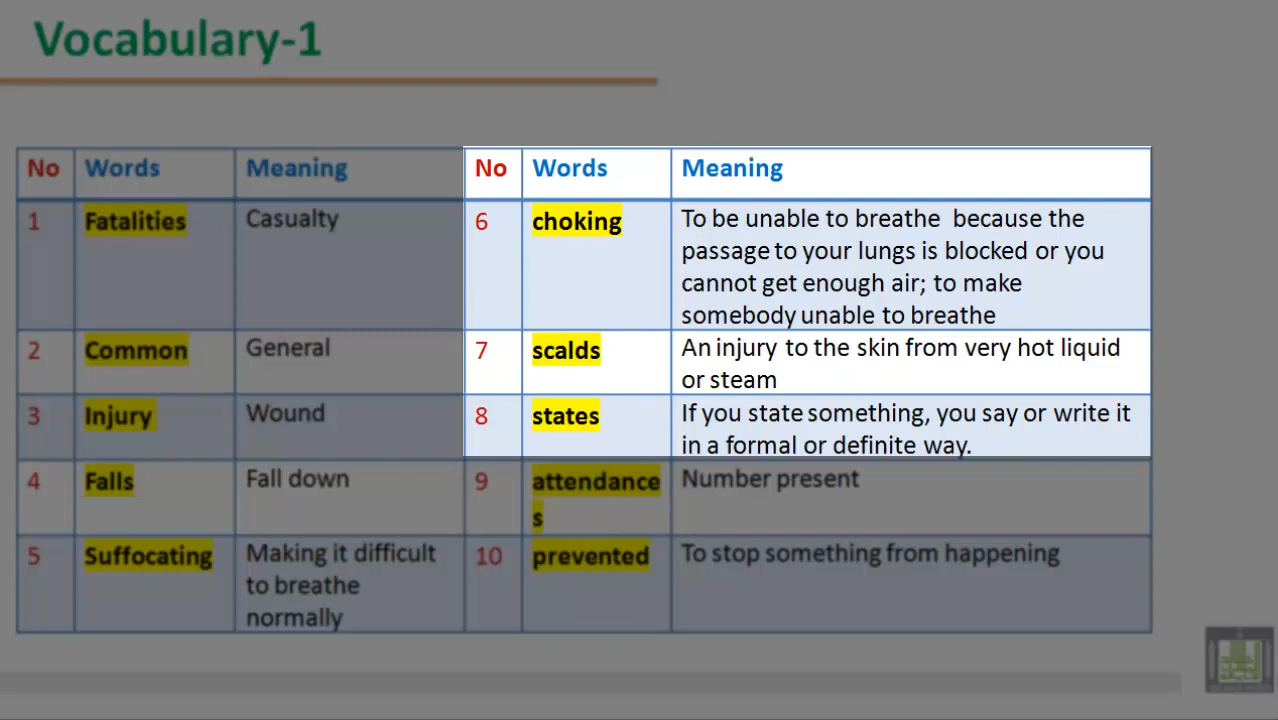 Vocabulary-1
No Words Meaning No Words Meaning
1 Fatalities Casualty 6 choking To be unable to breathe because the
passage to your lungs is blocked or you
cannot get enough air; to make
somebody unable to breathe
2 Common General 7 scalds An injury to the skin from very hot liquid
or steam
3 Injury Wound 8 states If you state something, you say or write it
in a formal or definite way.
4 Falls Fall down 9 attendance Number present
s
5 Suffocating Making it difficult 10 prevented To stop something from happening
to breathe
normally